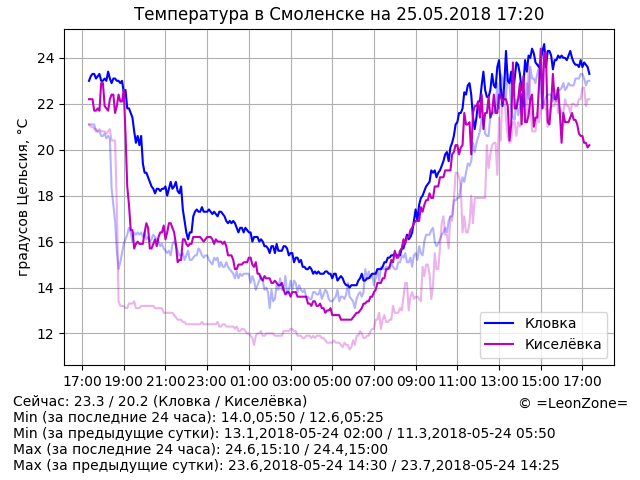 Температура в Смоленске на 25.05.2018 17:20
градусов Цельсия, °C
24
22
20
18
16
14
12
Кловка
Киселёвка
17:00 19:00 21:00 23:00 01:00 03:00 05:00 07:00 09:00 11:00 13:00 15:00 17:00
Сейчас: 23.3 / 20.2 (Кловка / Киселёвка)
© =LeonZone=
Min (за последние 24 часа): 14.0,05:50 / 12.6,05:25
Min (за предыдущие сутки): 13.1,2018-05-24 02:00 / 11.3,2018-05-24 05:50
Max (за последние 24 часа): 24.6,15:10 / 24.4,15:00
Max (за предыдущие сутки): 23.6,2018-05-24 14:30 / 23.7,2018-05-24 14:25